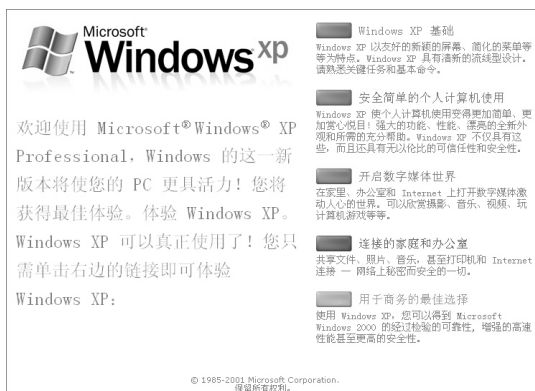 Microsoft®
Windows xp
欢迎使用 Microsoft® Windows® XP
Professional，Windows 的这一新
版本将使您的 PC 更具活力！您将
获得最佳体验。体验 Windows XP。
Windows XP 可以真正使用了！您只
需单击右边的链接即可体验
Windows XP：
Windows XP 基础
Windows XP 以友好的新颖的屏幕、简化的菜单等
等为特点。Windows XP 具有清新的流线型设计。
请熟悉关键任务和基本命令。
安全简单的个人计算机使用
Windows XP 使个人计算机使用变得更加简单、更
加赏心悦目！强大的功能、性能、漂亮的全新外
观和所需的充分帮助。Windows XP 不仅具有这
些，而且还具有无以伦比的可信任性和安全性。
开启数字媒体世界
在家里、办公室和 Internet 上打开数字媒体激
动人心的世界。可以欣赏摄影、音乐、视频、玩
计算机游戏等等。
连接的家庭和办公室
共享文件、照片、音乐，甚至打印机和 Internet
连接 — 网络上秘密而安全的一切。
用于商务的最佳选择
使用 Windows XP，您可以得到 Microsoft
Windows 2000 的经过检验的可靠性，增强的高速
性能甚至更高的安全性。
© 1985-2001 Microsoft Corporation.
保留所有权利。